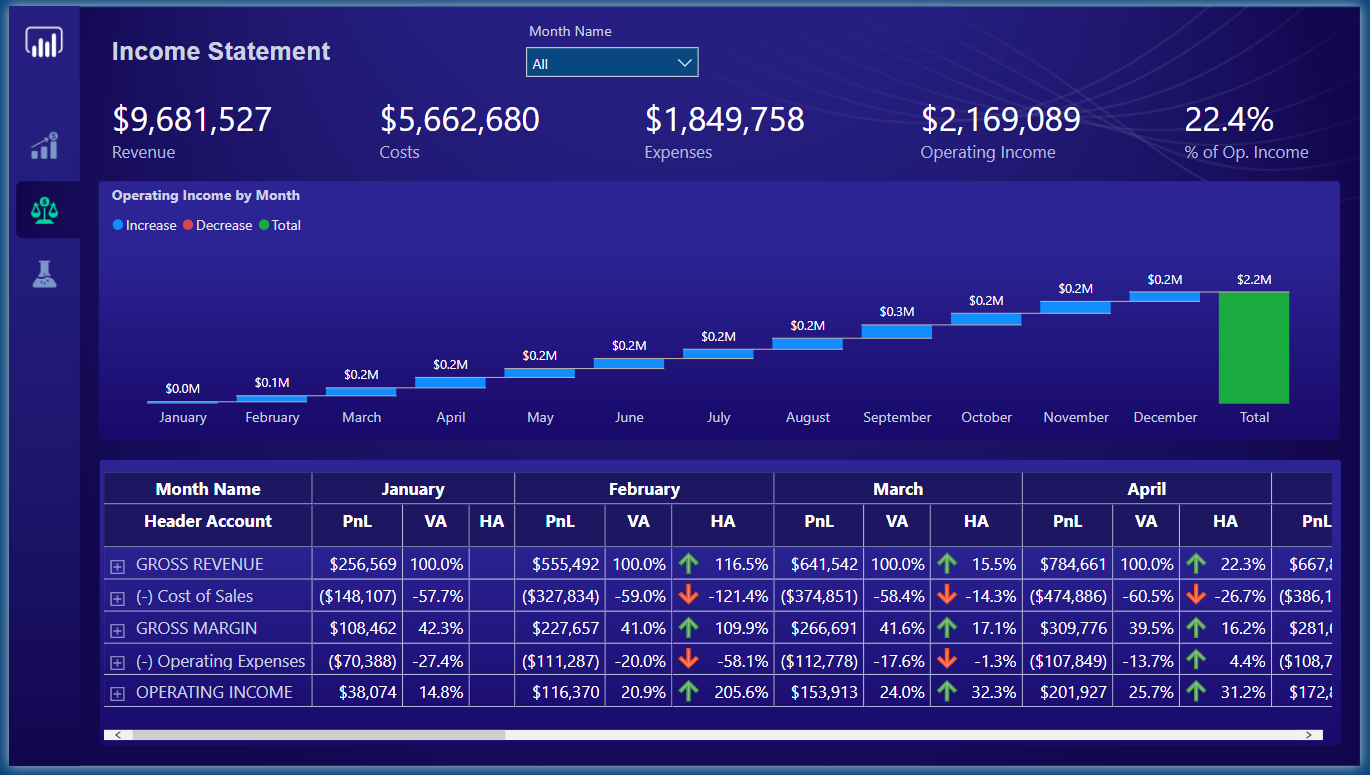 Income Statement
Month Name
All
$9,681,527 $5,662,680 $1,849,758 $2,169,089 22.4%
Revenue Costs Expenses Operating Income % of Op. Income
Operating Income by Month
Increase Decrease Total
$0.0M $0.1M $0.2M $0.2M $0.2M $0.2M $0.2M $0.2M $0.3M $0.2M $0.2M $0.2M $2.2M
January February March April May June July August September October November December Total
Month Name January February March April
Header Account PnL VA HA PnL VA HA PnL VA HA PnL VA HA PnL
GROSS REVENUE $256,569 100.0% $555,492 100.0% 116.5% $641,542 100.0% 15.5% $784,661 100.0% 22.3% $667,
(-) Cost of Sales ($148,107) -57.7% ($327,834) -59.0% -121.4% ($374,851) -58.4% -14.3% ($474,886) -60.5% -26.7% ($386,1
GROSS MARGIN $108,462 42.3% $227,657 41.0% 109.9% $266,691 41.6% 17.1% $309,776 39.5% 16.2% $281,
(-) Operating Expenses ($70,388) -27.4% ($111,287) -20.0% -58.1% ($112,778) -17.6% -1.3% ($107,849) -13.7% 4.4% ($108,7
OPERATING INCOME $38,074 14.8% $116,370 20.9% 205.6% $153,913 24.0% 32.3% $201,927 25.7% 31.2% $172,